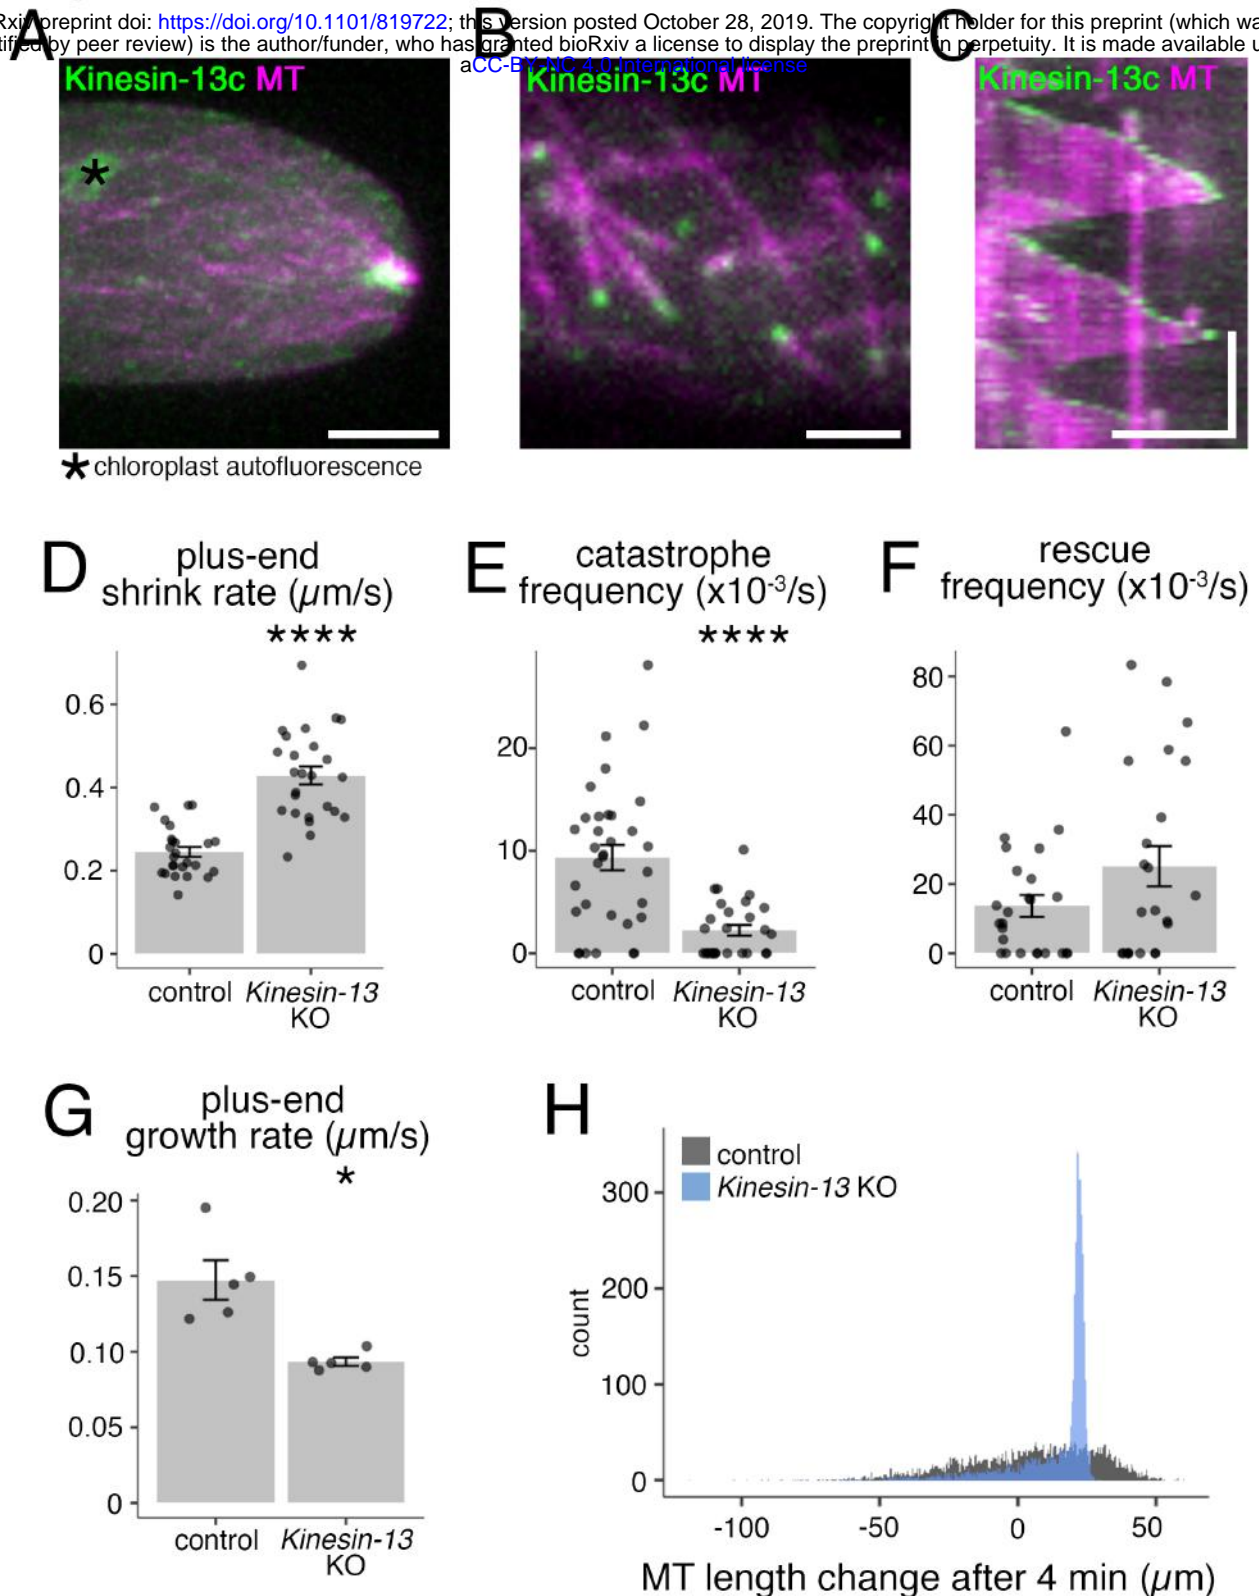 Rxiv preprint doi: https://doi.org/10.1101/819722; this version posted October 28, 2019. The copyright holder for this preprint (which wa
tified by peer review) is the author/funder, who has granted bioRxiv a license to display the preprint in perpetuity. It is made available u
aCC-BY-NC 4.0 International license
A
B
C
Kinesin-13c MT
Kinesin-13c MT
Kinesin-13c MT
*
* chloroplast autofluorescence
D
plus-end
shrink rate (µm/s)
****
0.6
0.4
0.2
0
control
Kinesin-13
KO
E
catastrophe
frequency (x10⁻³/s)
****
20
10
0
control
Kinesin-13
KO
F
rescue
frequency (x10⁻³/s)
80
60
40
20
0
control
Kinesin-13
KO
G
plus-end
growth rate (µm/s)
*
0.20
0.15
0.10
0.05
0
control
Kinesin-13
KO
H
control
Kinesin-13 KO
count
300
200
100
0
-100
-50
0
50
MT length change after 4 min (µm)